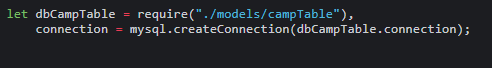 let dbCampTable = require("./models/campTable"),
    connection = mysql.createConnection(dbCampTable.connection);